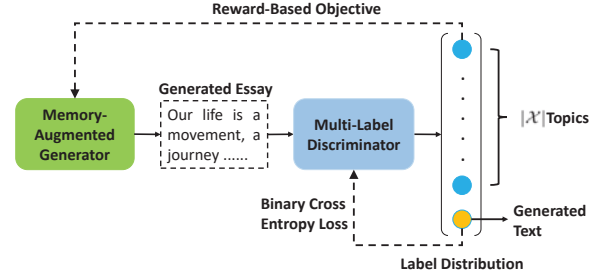 Reward-Based Objective
Generated Essay
Memory-
Augmented
Generator
Our life is a
movement, a
journey ......
Multi-Label
Discriminator
|𝒳| Topics
Binary Cross
Entropy Loss
Generated
Text
Label Distribution